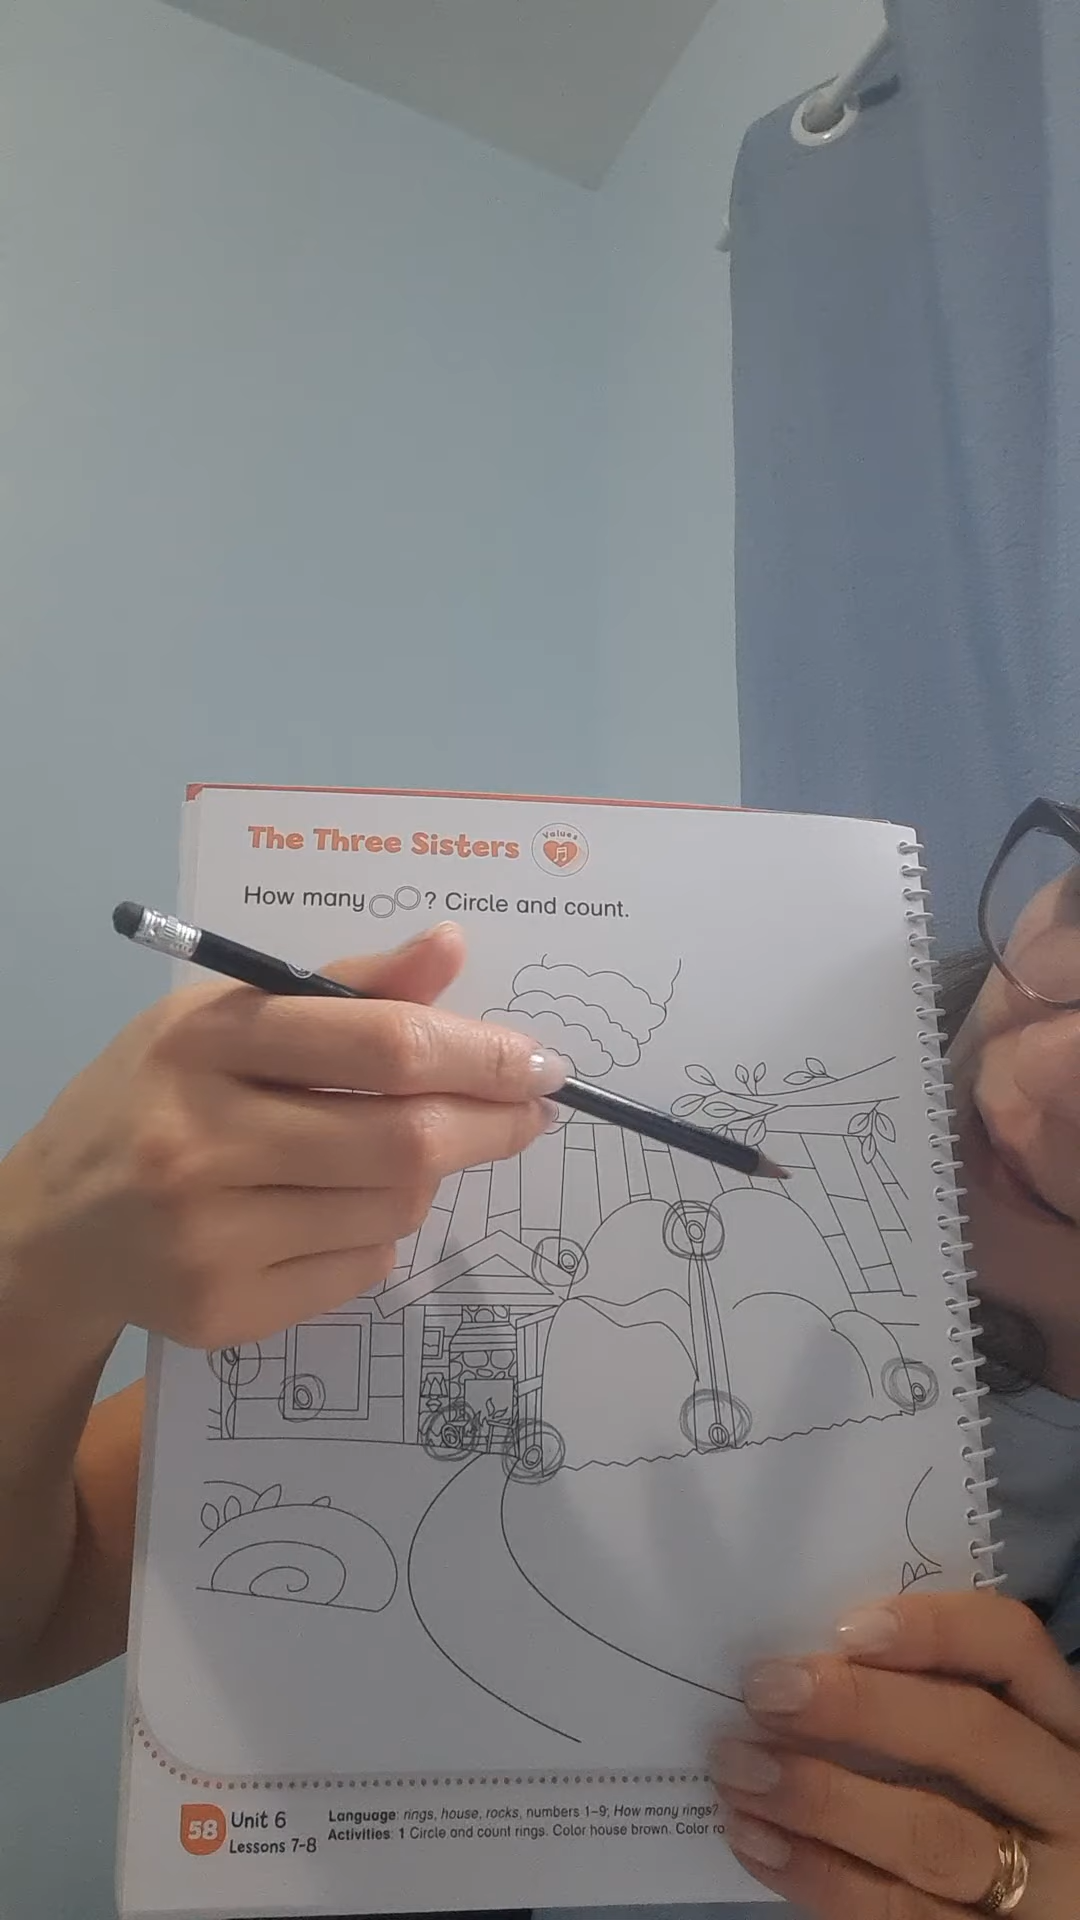 The Three Sisters
Values
How many ? Circle and count.
58
Unit 6
Lessons 7-8
Language: rings, house, rocks, numbers 1–9; How many rings?
Activities: 1 Circle and count rings. Color house brown. Color ro